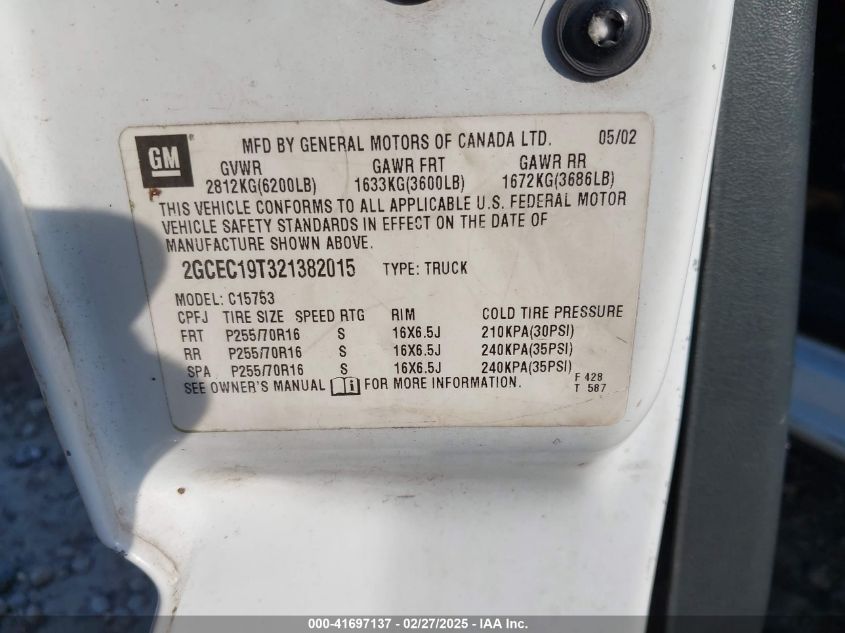 GM
MFD BY GENERAL MOTORS OF CANADA LTD. 05/02
GVWR GAWR FRT GAWR RR
2812KG(6200LB) 1633KG(3600LB) 1672KG(3686LB)
THIS VEHICLE CONFORMS TO ALL APPLICABLE U.S. FEDERAL MOTOR
VEHICLE SAFETY STANDARDS IN EFFECT ON THE DATE OF
MANUFACTURE SHOWN ABOVE.
2GCEC19T321382015 TYPE: TRUCK
MODEL: C15753
CPFJ TIRE SIZE SPEED RTG RIM COLD TIRE PRESSURE
FRT P255/70R16 S 16X6.5J 210KPA(30PSI)
RR P255/70R16 S 16X6.5J 240KPA(35PSI)
SPA P255/70R16 S 16X6.5J 240KPA(35PSI)
SEE OWNER'S MANUAL i FOR MORE INFORMATION.
F 428
T 587
000-41697137 - 02/27/2025 - IAA Inc.